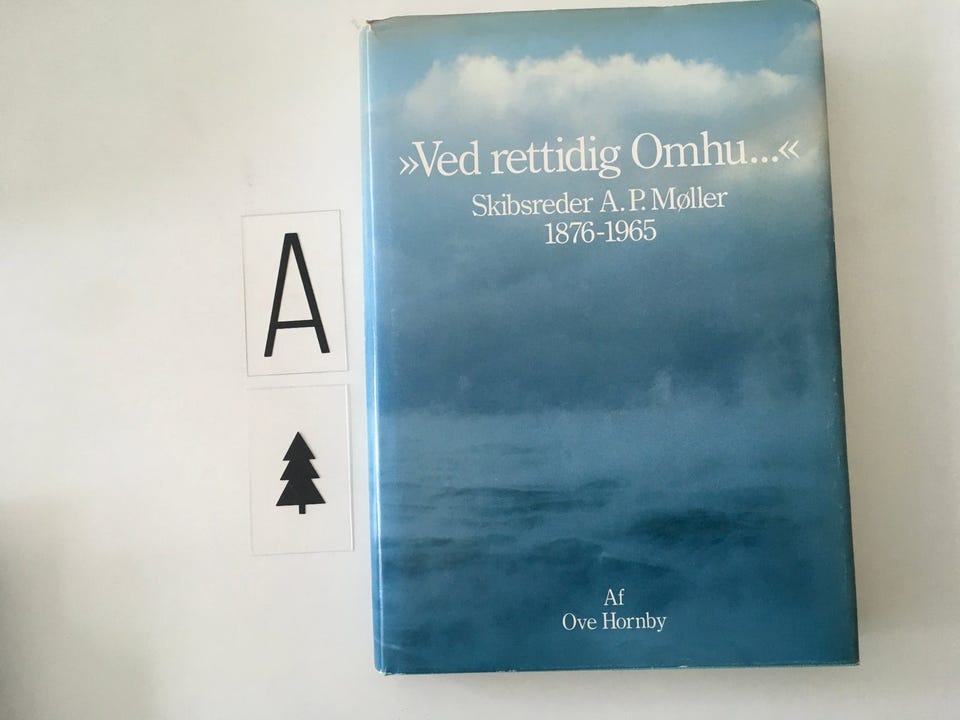 »Ved rettidig Omhu...«
Skibsreder A. P. Møller
1876-1965
A
Af
Ove Hornby